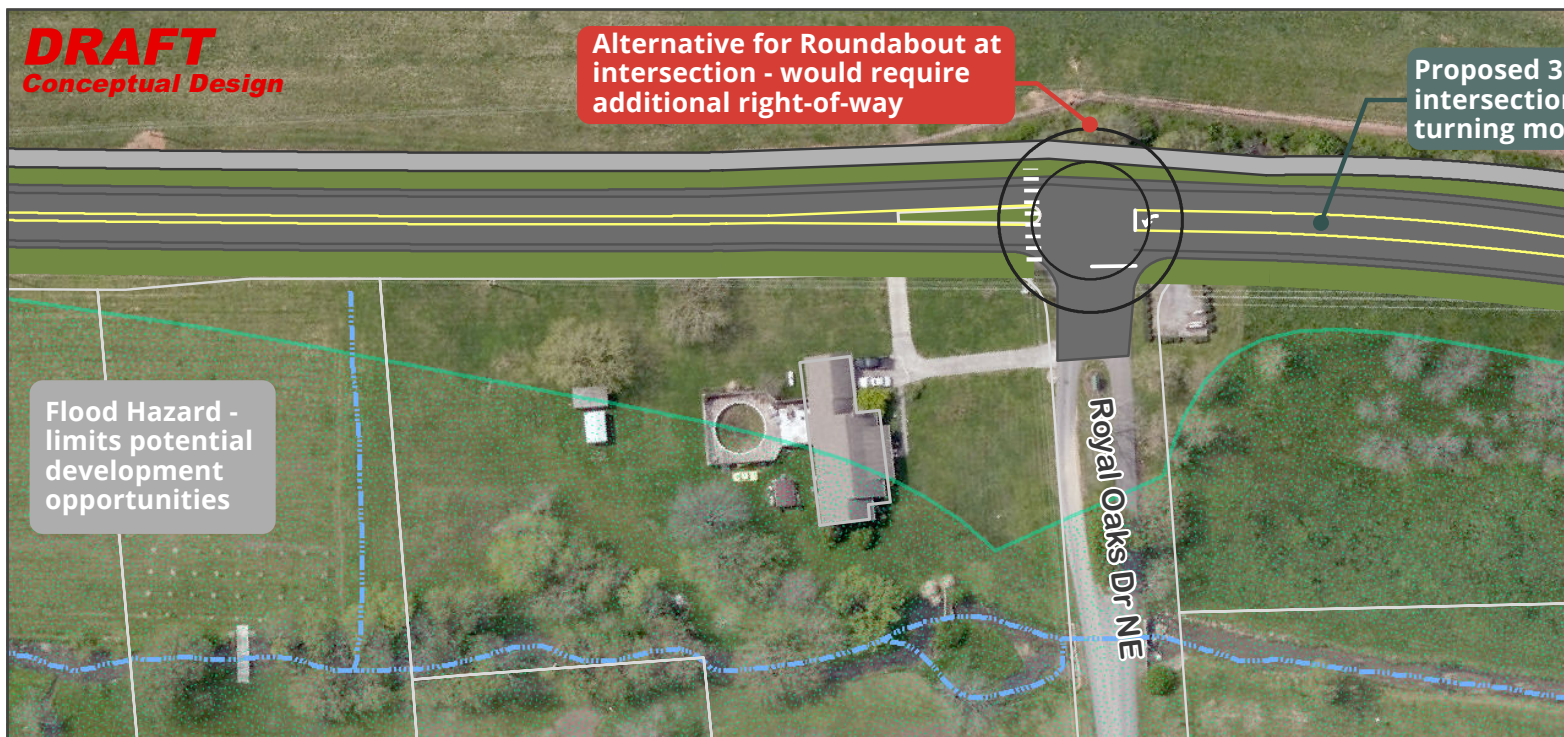 DRAFT
Conceptual Design
Alternative for Roundabout at
intersection - would require
additional right-of-way
Proposed 3
intersection
turning mo
Flood Hazard -
limits potential
development
opportunities
Royal Oaks Dr NE